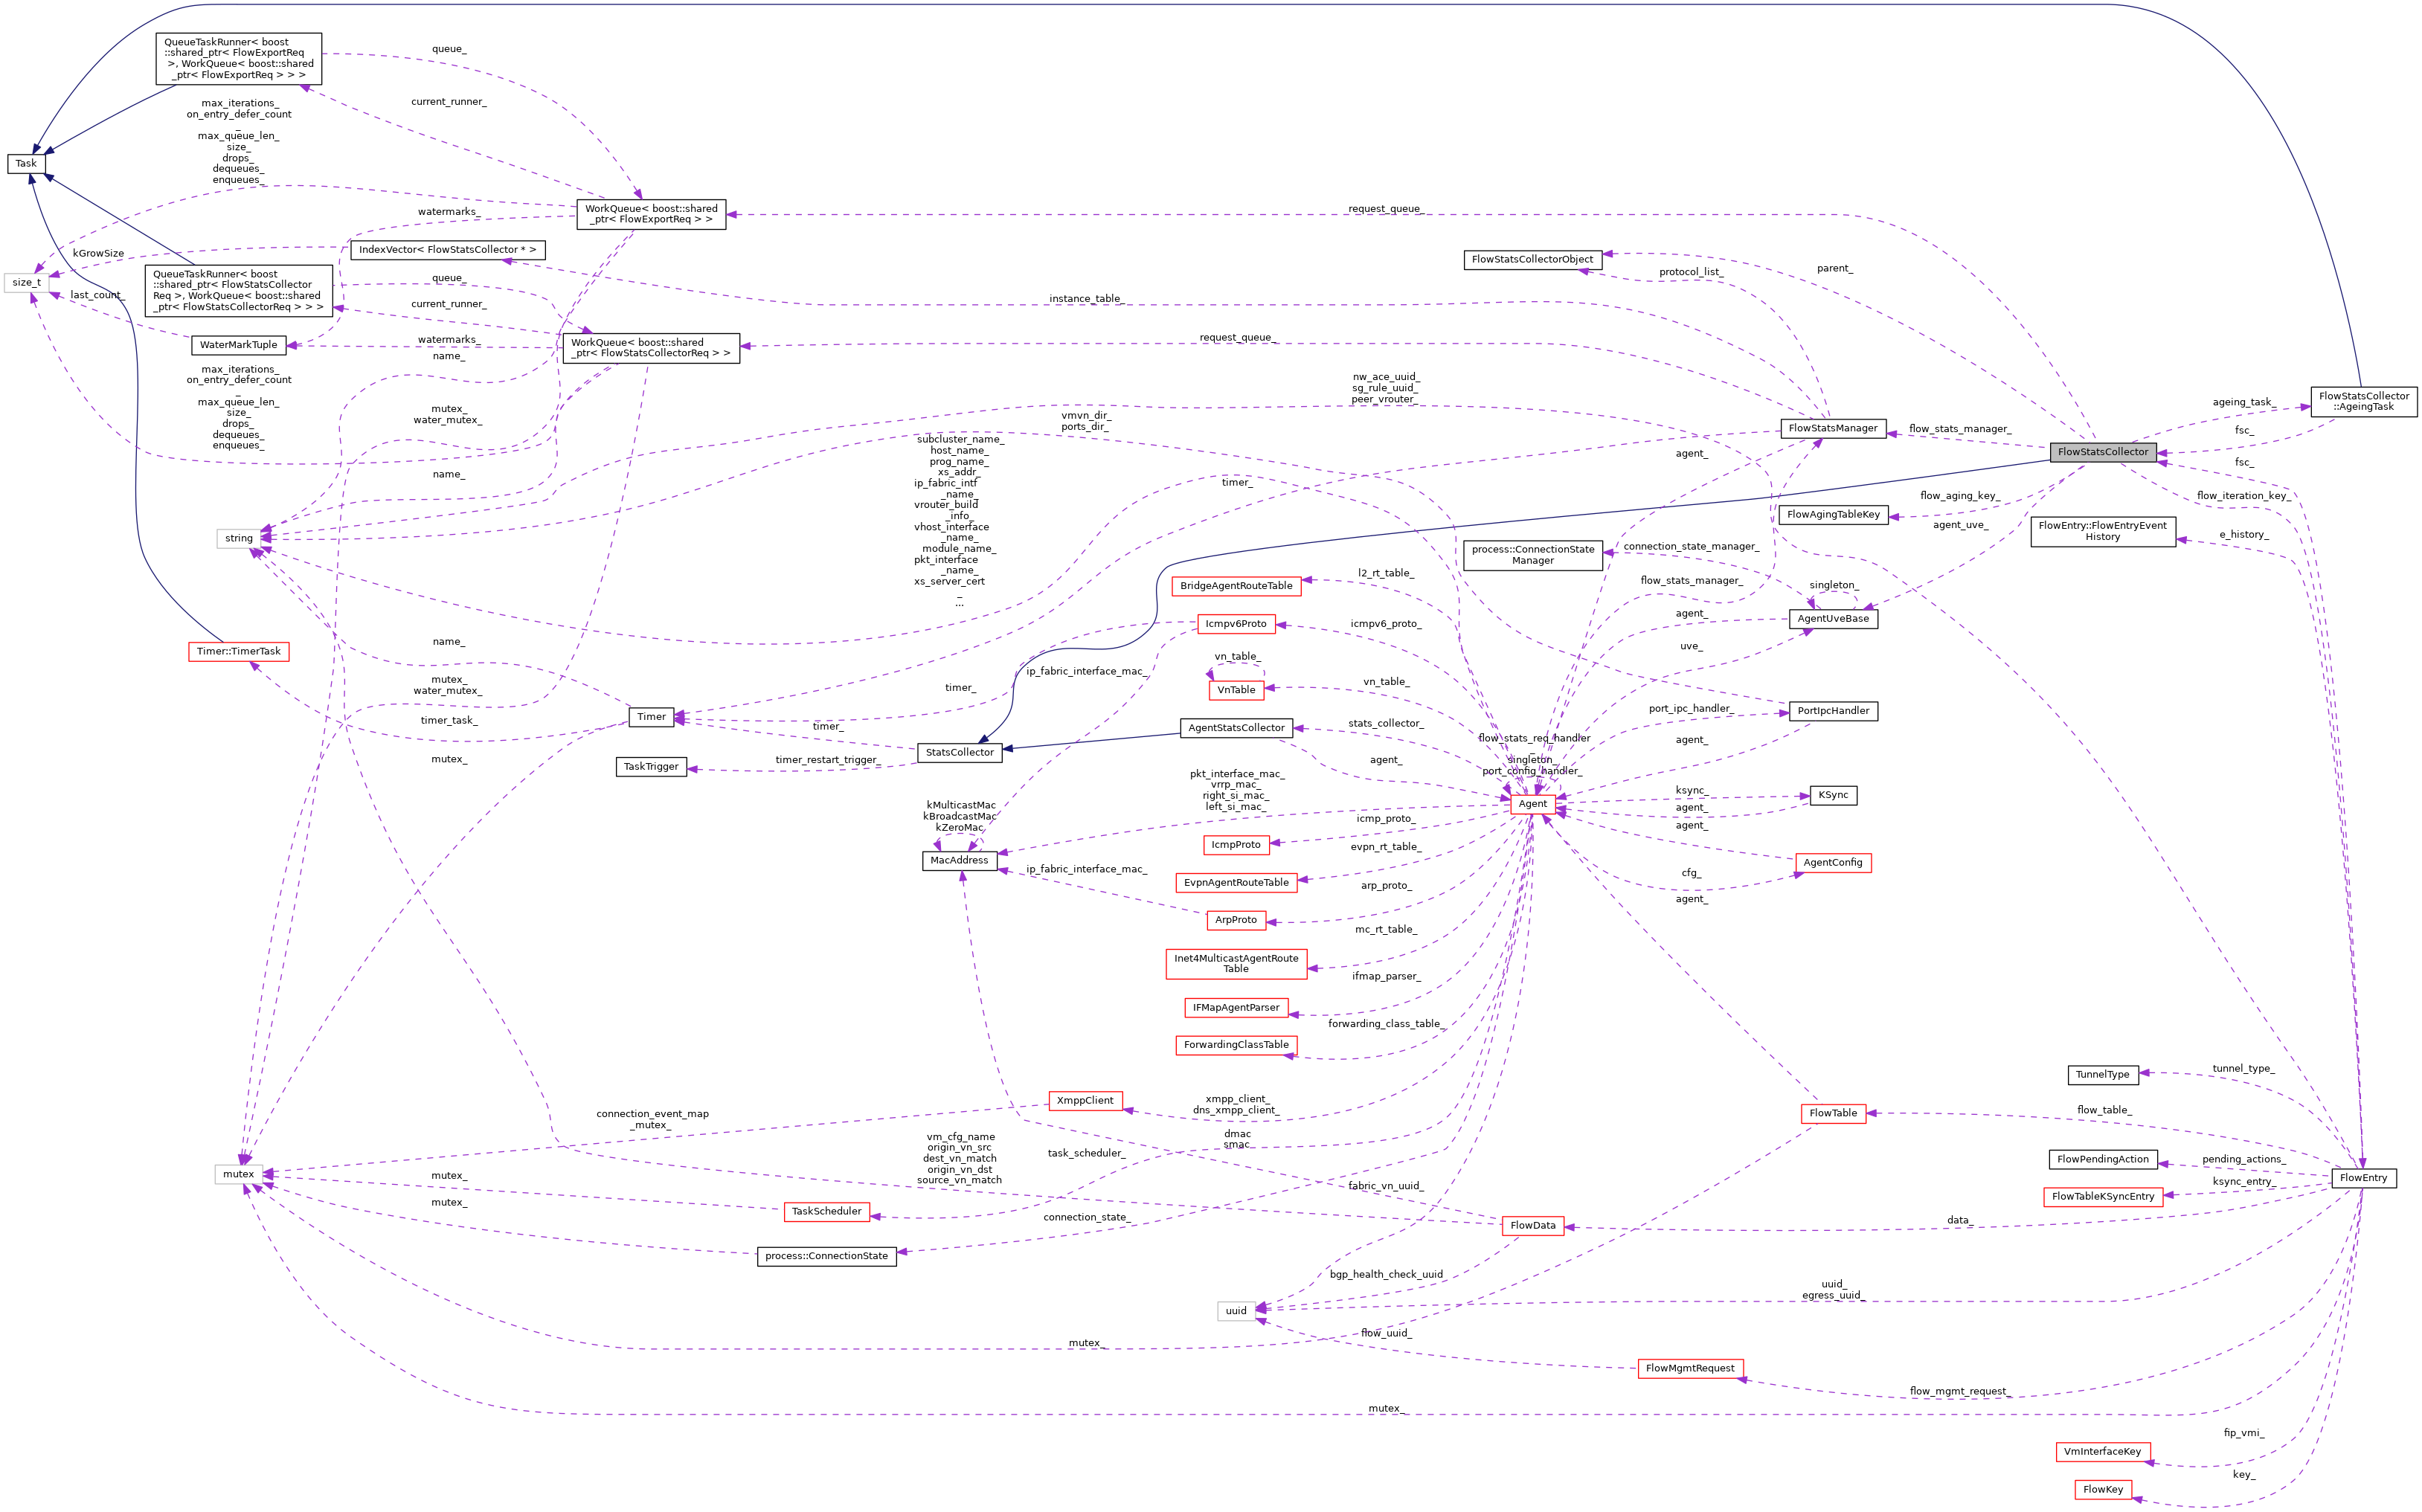 QueueTaskRunner< boost
::shared_ptr< FlowExportReq
>, WorkQueue< boost::shared
_ptr< FlowExportReq > > >
queue_
current_runner_
max_iterations_
on_entry_defer_count
_
max_queue_len_
size_
drops_
dequeues_
enqueues_
Task
WorkQueue< boost::shared
_ptr< FlowExportReq > >
watermarks_
request_queue_
kGrowSize
IndexVector< FlowStatsCollector * >
FlowStatsCollectorObject
parent_
protocol_list_
size_t
QueueTaskRunner< boost
::shared_ptr< FlowStatsCollector
Req >, WorkQueue< boost::shared
_ptr< FlowStatsCollectorReq > > >
queue_
last_count_
current_runner_
instance_table_
WaterMarkTuple
watermarks_
name_
WorkQueue< boost::shared
_ptr< FlowStatsCollectorReq > >
request_queue_
max_iterations_
on_entry_defer_count
_
max_queue_len_
size_
drops_
dequeues_
enqueues_
mutex_
water_mutex_
nw_ace_uuid_
sg_rule_uuid_
peer_vrouter_
vmvn_dir_
ports_dir_
FlowStatsCollector
::AgeingTask
ageing_task_
fsc_
FlowStatsManager
flow_stats_manager_
FlowStatsCollector
fsc_
subcluster_name_
host_name_
prog_name_
xs_addr_
ip_fabric_intf
_name_
vrouter_build
_info_
vhost_interface
_name_
module_name_
pkt_interface
_name_
xs_server_cert
_
...
name_
timer_
agent_
flow_aging_key_
flow_iteration_key_
FlowAgingTableKey
agent_uve_
FlowEntry::FlowEntryEvent
History
e_history_
string
process::ConnectionState
Manager
connection_state_manager_
BridgeAgentRouteTable
l2_rt_table_
flow_stats_manager_
singleton_
Icmpv6Proto
icmpv6_proto_
agent_
AgentUveBase
name_
Timer::TimerTask
uve_
vn_table_
VnTable
vn_table_
ip_fabric_interface_mac_
mutex_
water_mutex_
timer_
timer_task_
Timer
timer_
AgentStatsCollector
stats_collector_
port_ipc_handler_
PortIpcHandler
mutex_
StatsCollector
TaskTrigger
timer_restart_trigger_
agent_
flow_stats_req_handler
_
singleton_
port_config_handler_
agent_
pkt_interface_mac_
vrrp_mac_
right_si_mac_
left_si_mac_
Agent
ksync_
KSync
agent_
kMulticastMac
kBroadcastMac
kZeroMac
MacAddress
icmp_proto_
IcmpProto
agent_
evpn_rt_table_
AgentConfig
ip_fabric_interface_mac_
EvpnAgentRouteTable
cfg_
arp_proto_
agent_
ArpProto
mc_rt_table_
Inet4MulticastAgentRoute
Table
ifmap_parser_
IFMapAgentParser
forwarding_class_table_
ForwardingClassTable
TunnelType
tunnel_type_
XmppClient
xmpp_client_
dns_xmpp_client_
connection_event_map
_mutex_
FlowTable
flow_table_
vm_cfg_name
origin_vn_src
dest_vn_match
origin_vn_dst
source_vn_match
dmac
smac
task_scheduler_
FlowPendingAction
pending_actions_
mutex
mutex_
FlowEntry
ksync_entry_
FlowTableKSyncEntry
fabric_vn_uuid_
mutex_
TaskScheduler
connection_state_
FlowData
data_
process::ConnectionState
bgp_health_check_uuid
uuid_
egress_uuid_
uuid
flow_uuid_
mutex_
FlowMgmtRequest
flow_mgmt_request_
mutex_
fip_vmi_
VmInterfaceKey
key_
FlowKey